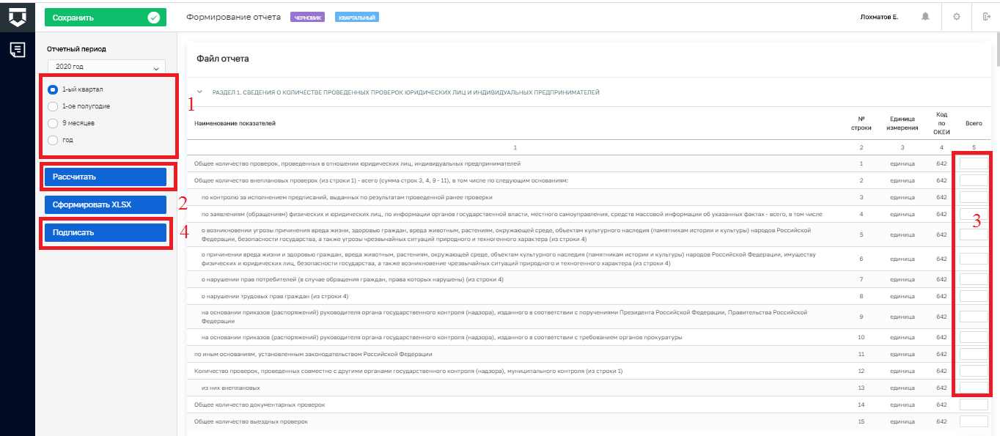 Сохранить
Формирование отчета
ЧЕРНОВИК
КВАРТАЛЬНЫЙ
Лохматов Е.
Отчетный период
2020 год
1-ый квартал
1-ое полугодие
9 месяцев
год
1
Рассчитать
Сформировать XLSX
2
Подписать
4
Файл отчета
РАЗДЕЛ 1. СВЕДЕНИЯ О КОЛИЧЕСТВЕ ПРОВЕДЕННЫХ ПРОВЕРОК ЮРИДИЧЕСКИХ ЛИЦ И ИНДИВИДУАЛЬНЫХ ПРЕДПРИНИМАТЕЛЕЙ
Наименование показателей № строки Единица измерения Код по ОКЕИ Всего
1 2 3 4 5
Общее количество проверок, проведенных в отношении юридических лиц, индивидуальных предпринимателей 1 единица 642
Общее количество внеплановых проверок (из строки 1) - всего (сумма строк 3, 4, 9 - 11), в том числе по следующим основаниям: 2 единица 642
по контролю за исполнением предписаний, выданных по результатам проведенной ранее проверки 3 единица 642
по заявлениям (обращениям) физических и юридических лиц, по информации органов государственной власти, местного самоуправления, средств массовой информации об указанных фактах - всего, в том числе 4 единица 642
3
о возникновении угрозы причинения вреда жизни, здоровью граждан, вреда животным, растениям, окружающей среде, объектам культурного наследия (памятникам истории и культуры) народов Российской
Федерации, безопасности государства, а также угрозы чрезвычайных ситуаций природного и техногенного характера (из строки 4) 5 единица 642
о причинении вреда жизни и здоровью граждан, вреда животным, растениям, окружающей среде, объектам культурного наследия (памятникам истории и культуры) народов Российской Федерации, имуществу
физических и юридических лиц, безопасности государства, а также возникновение чрезвычайных ситуаций природного и техногенного характера (из строки 4) 6 единица 642
о нарушении прав потребителей (в случае обращения граждан, права которых нарушены) (из строки 4) 7 единица 642
о нарушении трудовых прав граждан (из строки 4) 8 единица 642
на основании приказов (распоряжений) руководителя органа государственного контроля (надзора), изданного в соответствии с поручениями Президента Российской Федерации, Правительства Российской
Федерации 9 единица 642
на основании приказов (распоряжений) руководителя органа государственного контроля (надзора), изданного в соответствии с требованием органов прокуратуры 10 единица 642
по иным основаниям, установленным законодательством Российской Федерации 11 единица 642
Количество проверок, проведенных совместно с другими органами государственного контроля (надзора), муниципального контроля (из строки 1) 12 единица 642
из них внеплановых 13 единица 642
Общее количество документарных проверок 14 единица 642
Общее количество выездных проверок 15 единица 642